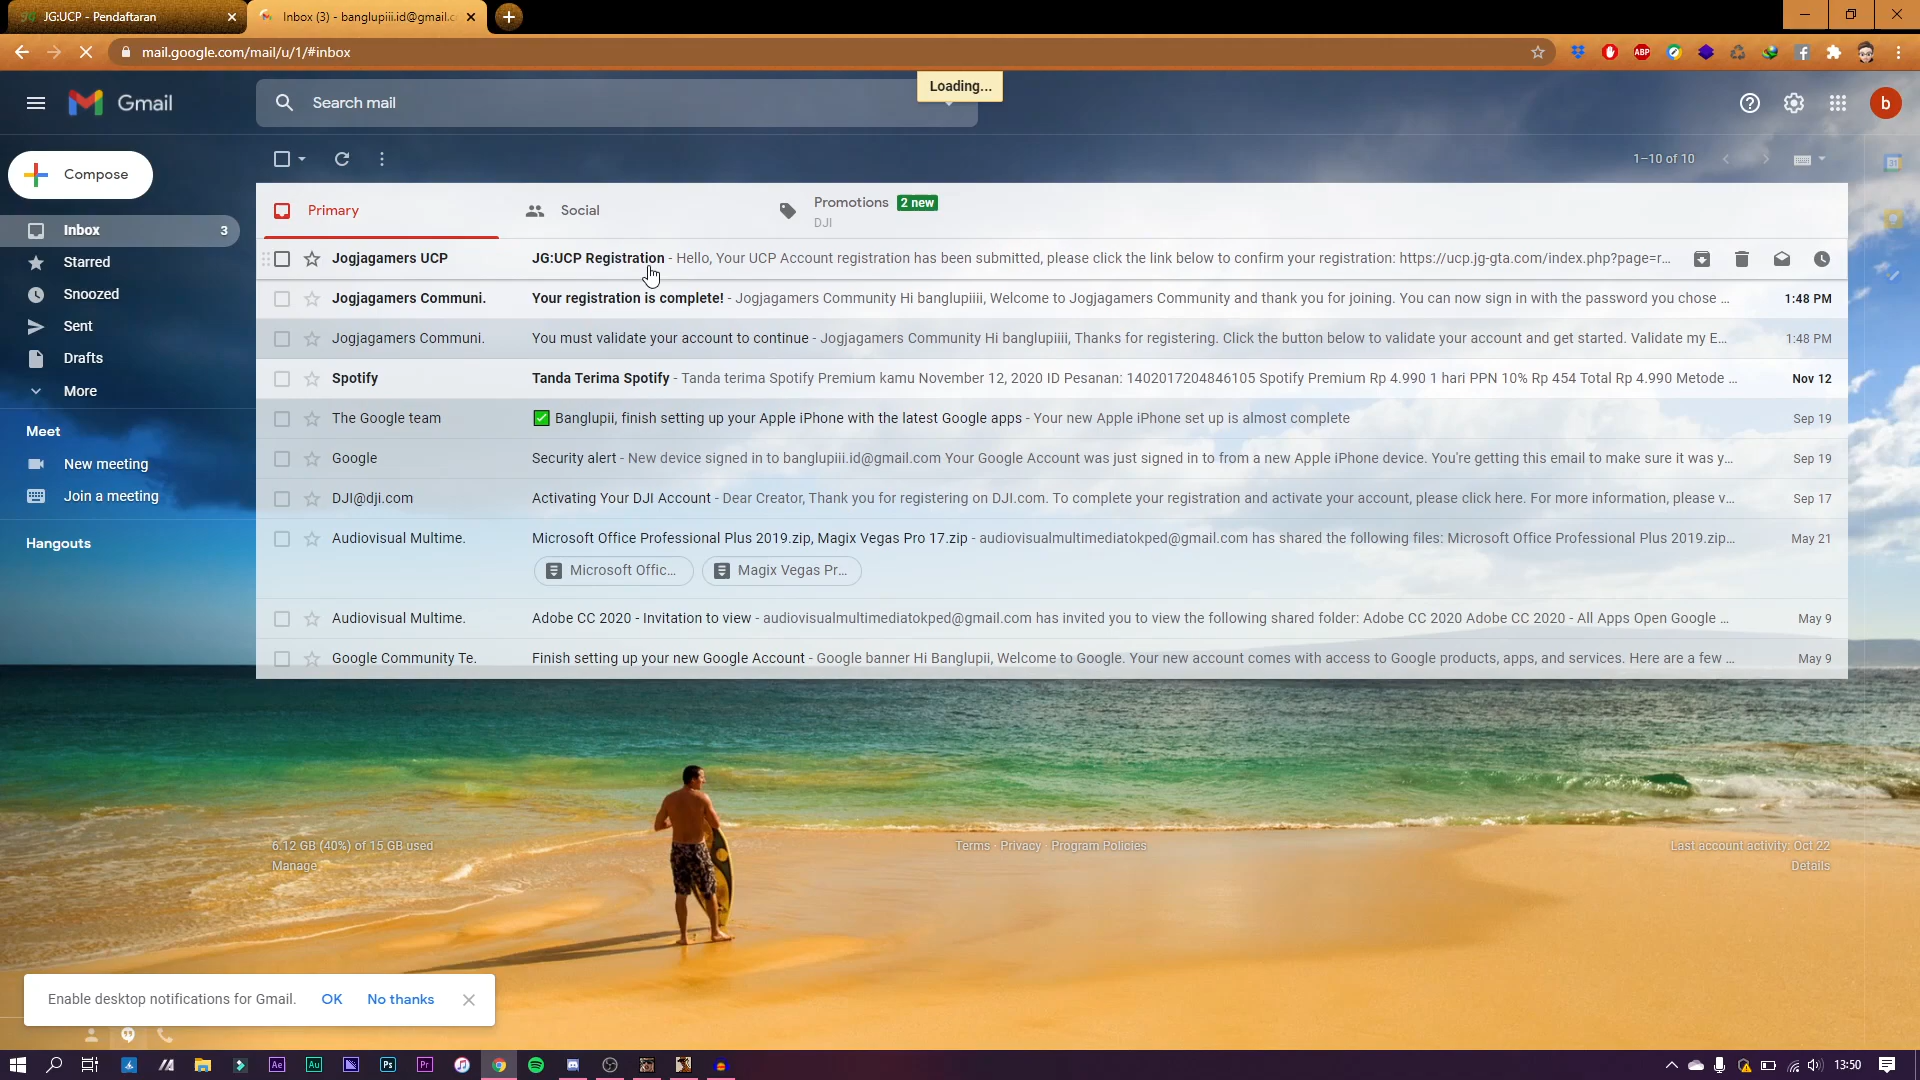 JG:UCP - Pendaftaran
Inbox (3) - banglupiii.id@gmail.c
mail.google.com/mail/u/1/#inbox
ABP
Loading...
Gmail
Search mail
b
1–10 of 10
Compose
31
Primary
Social
Promotions 2 new
DJI
Inbox 3
Starred
Snoozed
Sent
Drafts
More
Meet
New meeting
Join a meeting
Hangouts
Jogjagamers UCP JG:UCP Registration - Hello, Your UCP Account registration has been submitted, please click the link below to confirm your registration: https://ucp.jg-gta.com/index.php?page=r...
Jogjagamers Communi. Your registration is complete! - Jogjagamers Community Hi banglupiiii, Welcome to Jogjagamers Community and thank you for joining. You can now sign in with the password you chose ... 1:48 PM
Jogjagamers Communi. You must validate your account to continue - Jogjagamers Community Hi banglupiiii, Thanks for registering. Click the button below to validate your account and get started. Validate my E... 1:48 PM
Spotify Tanda Terima Spotify - Tanda terima Spotify Premium kamu November 12, 2020 ID Pesanan: 1402017204846105 Spotify Premium Rp 4.990 1 hari PPN 10% Rp 454 Total Rp 4.990 Metode ... Nov 12
The Google team ✅ Banglupii, finish setting up your Apple iPhone with the latest Google apps - Your new Apple iPhone set up is almost complete Sep 19
Google Security alert - New device signed in to banglupiii.id@gmail.com Your Google Account was just signed in to from a new Apple iPhone device. You're getting this email to make sure it was y... Sep 19
DJI@dji.com Activating Your DJI Account - Dear Creator, Thank you for registering on DJI.com. To complete your registration and activate your account, please click here. For more information, please v... Sep 17
Audiovisual Multime. Microsoft Office Professional Plus 2019.zip, Magix Vegas Pro 17.zip - audiovisualmultimediatokped@gmail.com has shared the following files: Microsoft Office Professional Plus 2019.zip... May 21
Microsoft Offic... Magix Vegas Pr...
Audiovisual Multime. Adobe CC 2020 - Invitation to view - audiovisualmultimediatokped@gmail.com has invited you to view the following shared folder: Adobe CC 2020 Adobe CC 2020 - All Apps Open Google ... May 9
Google Community Te. Finish setting up your new Google Account - Google banner Hi Banglupii, Welcome to Google. Your new account comes with access to Google products, apps, and services. Here are a few ... May 9
6.12 GB (40%) of 15 GB used
Manage
Terms · Privacy · Program Policies
Last account activity: Oct 22
Details
Enable desktop notifications for Gmail. OK No thanks
Ae Au Ps Pr
13:50